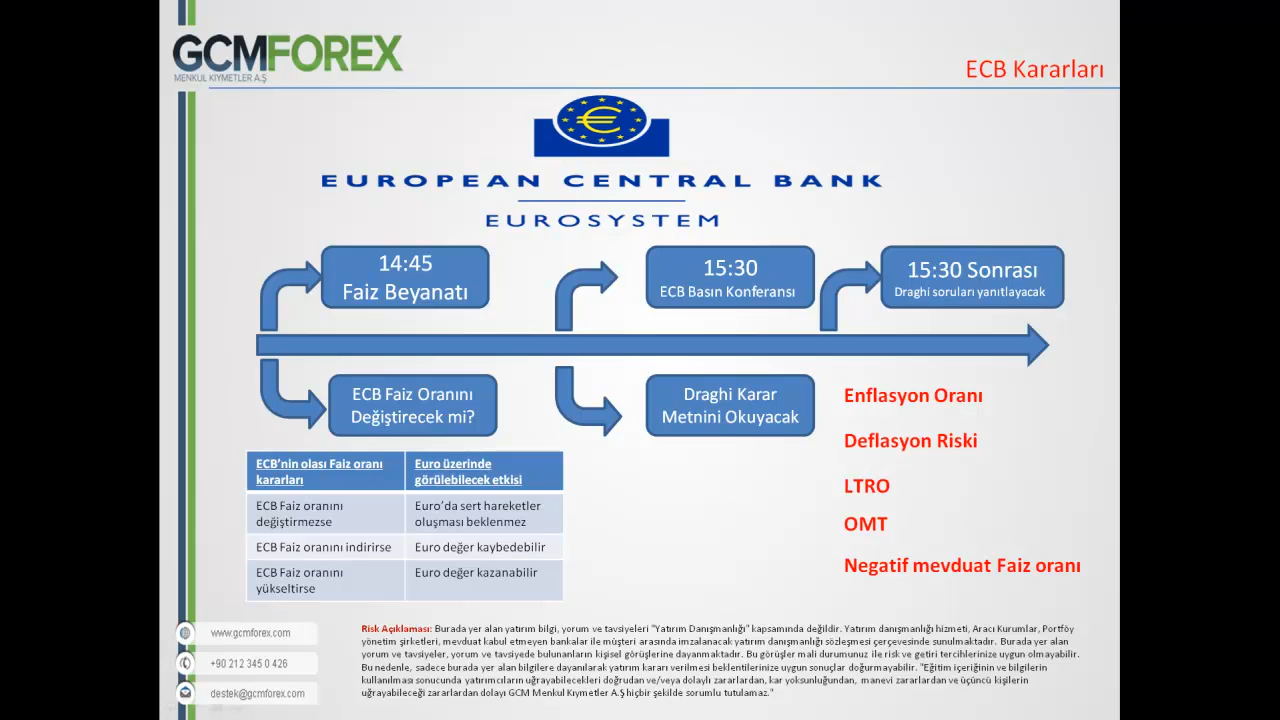 GCMFOREX
MENKUL KIYMETLER A.Ş
ECB Kararları
EUROPEAN CENTRAL BANK
EUROSYSTEM
14:45
Faiz Beyanatı
15:30
ECB Basın Konferansı
15:30 Sonrası
Draghi soruları yanıtlayacak
ECB Faiz Oranını
Değiştirecek mi?
Draghi Karar
Metnini Okuyacak
Enflasyon Oranı
Deflasyon Riski
LTRO
OMT
Negatif mevduat Faiz oranı
ECB'nin olası Faiz oranı
kararları
Euro üzerinde
görülebilecek etkisi
ECB Faiz oranını
değiştirmezse
Euro'da sert hareketler
oluşması beklenmez
ECB Faiz oranını indirirse
Euro değer kaybedebilir
ECB Faiz oranını
yükseltirse
Euro değer kazanabilir
www.gcmforex.com
+90 212 345 0 426
destek@gcmforex.com
Risk Açıklaması: Burada yer alan yatırım bilgi, yorum ve tavsiyeleri "Yatırım Danışmanlığı" kapsamında değildir. Yatırım danışmanlığı hizmeti, Aracı Kurumlar, Portföy
yönetim şirketleri, mevduat kabul etmeyen bankalar ile müşteri arasında imzalanacak yatırım danışmanlığı sözleşmesi çerçevesinde sunulmaktadır. Burada yer alan
yorum ve tavsiyeler, yorum ve tavsiyede bulunanların kişisel görüşlerine dayanmaktadır. Bu görüşler mali durumunuz ile risk ve getiri tercihlerinize uygun olmayabilir.
Bu nedenle, sadece burada yer alan bilgilere dayanılarak yatırım kararı verilmesi beklentilerinize uygun sonuçlar doğurmayabilir. "Eğitim içeriğinin ve bilgilerin
kullanılması sonucunda yatırımcıların uğrayabilecekleri doğrudan ve/veya dolaylı zararlardan, kar yoksunluğundan, manevi zararlardan ve üçüncü kişilerin
uğrayabileceği zararlardan dolayı GCM Menkul Kıymetler A.Ş hiçbir şekilde sorumlu tutulamaz."